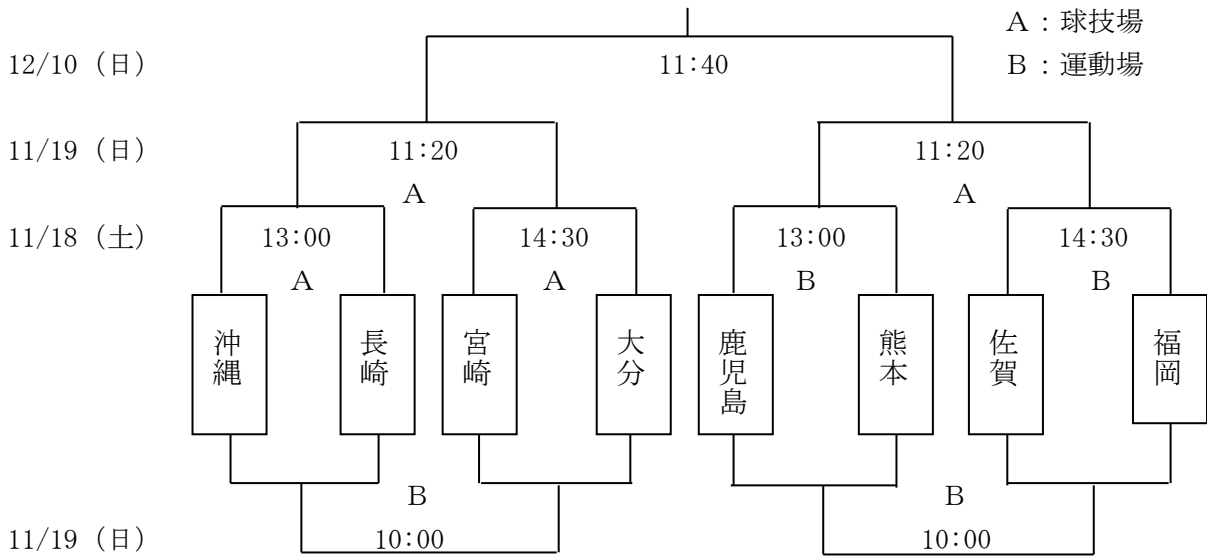 A：球技場
12/10（日）
11:40
B：運動場
11/19（日）
11:20
11:20
A
A
11/18（土）
13:00
14:30
13:00
14:30
A
A
B
B
沖縄
長崎
宮崎
大分
鹿児島
熊本
佐賀
福岡
B
B
11/19（日）
10:00
10:00